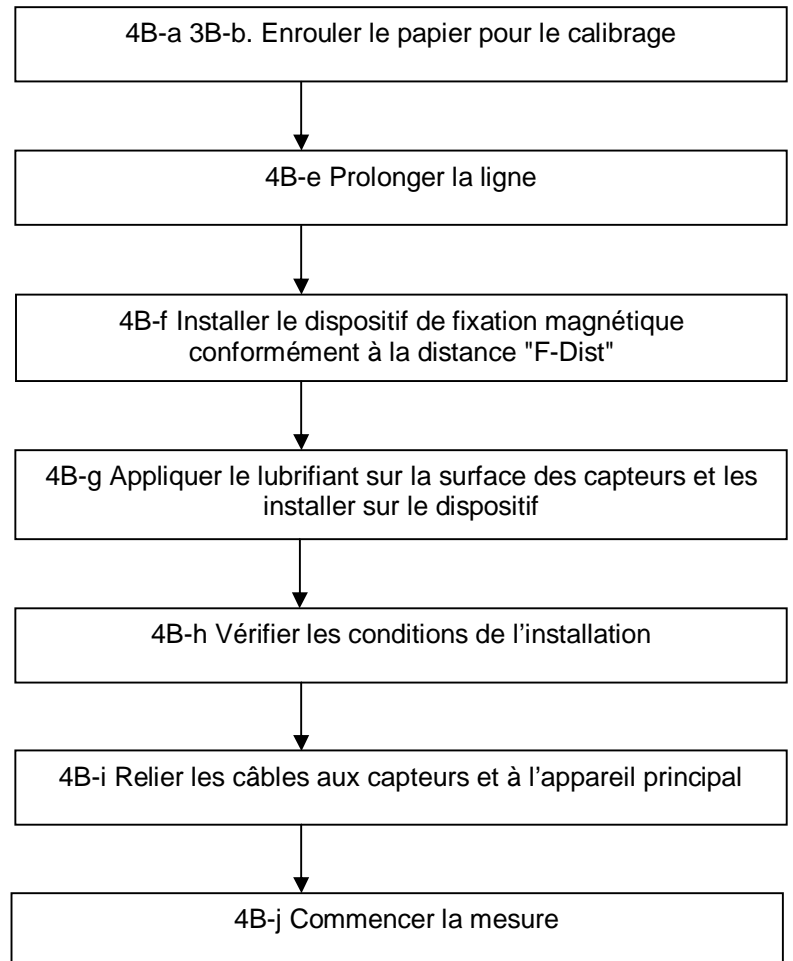 4B-a 3B-b. Enrouler le papier pour le calibrage
4B-e Prolonger la ligne
4B-f Installer le dispositif de fixation magnétique
conformément à la distance "F-Dist"
4B-g Appliquer le lubrifiant sur la surface des capteurs et les
installer sur le dispositif
4B-h Vérifier les conditions de l’installation
4B-i Relier les câbles aux capteurs et à l’appareil principal
4B-j Commencer la mesure